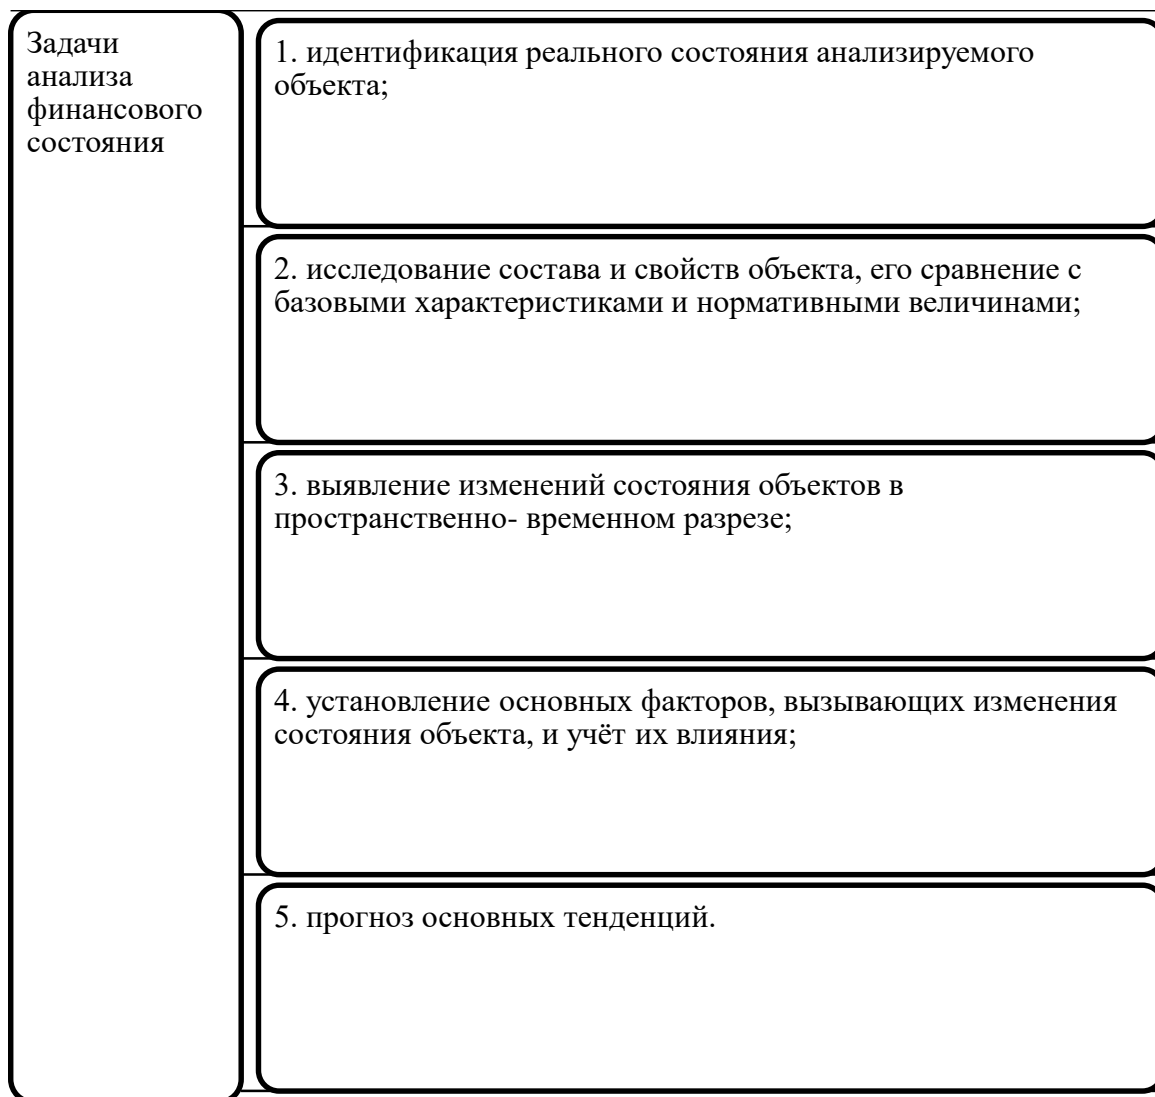 Задачи
анализа
финансового
состояния
1. идентификация реального состояния анализируемого
объекта;
2. исследование состава и свойств объекта, его сравнение с
базовыми характеристиками и нормативными величинами;
3. выявление изменений состояния объектов в
пространственно- временном разрезе;
4. установление основных факторов, вызывающих изменения
состояния объекта, и учёт их влияния;
5. прогноз основных тенденций.